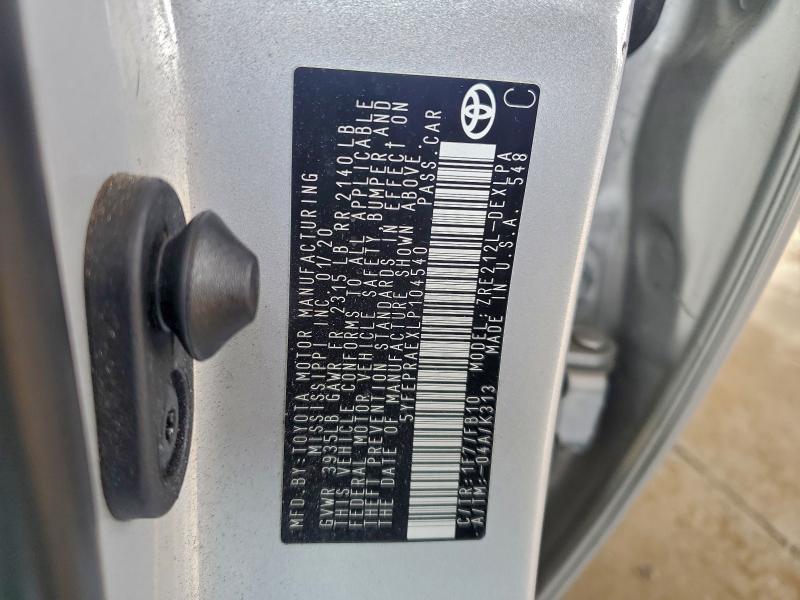 MFD. BY: TOYOTA MOTOR MANUFACTURING
MISSISSIPPI INC. 01/20
GVWR 3935LB GAWR FR 2315 LB RR 2140 LB
THIS VEHICLE CONFORMS TO ALL APPLICABLE
FEDERAL MOTOR VEHICLE SAFETY, BUMPER AND
THEFT PREVENTION STANDARDS IN EFFECT ON
THE DATE OF MANUFACTURE SHOWN ABOVE.
5YFEPRAEXLP104540 PASS. CAR
C/TR: 1F7/FB10 MODEL: ZRE212L-DEXLPA
A/TM: -04A/K313 MADE IN U.S.A. 548
C